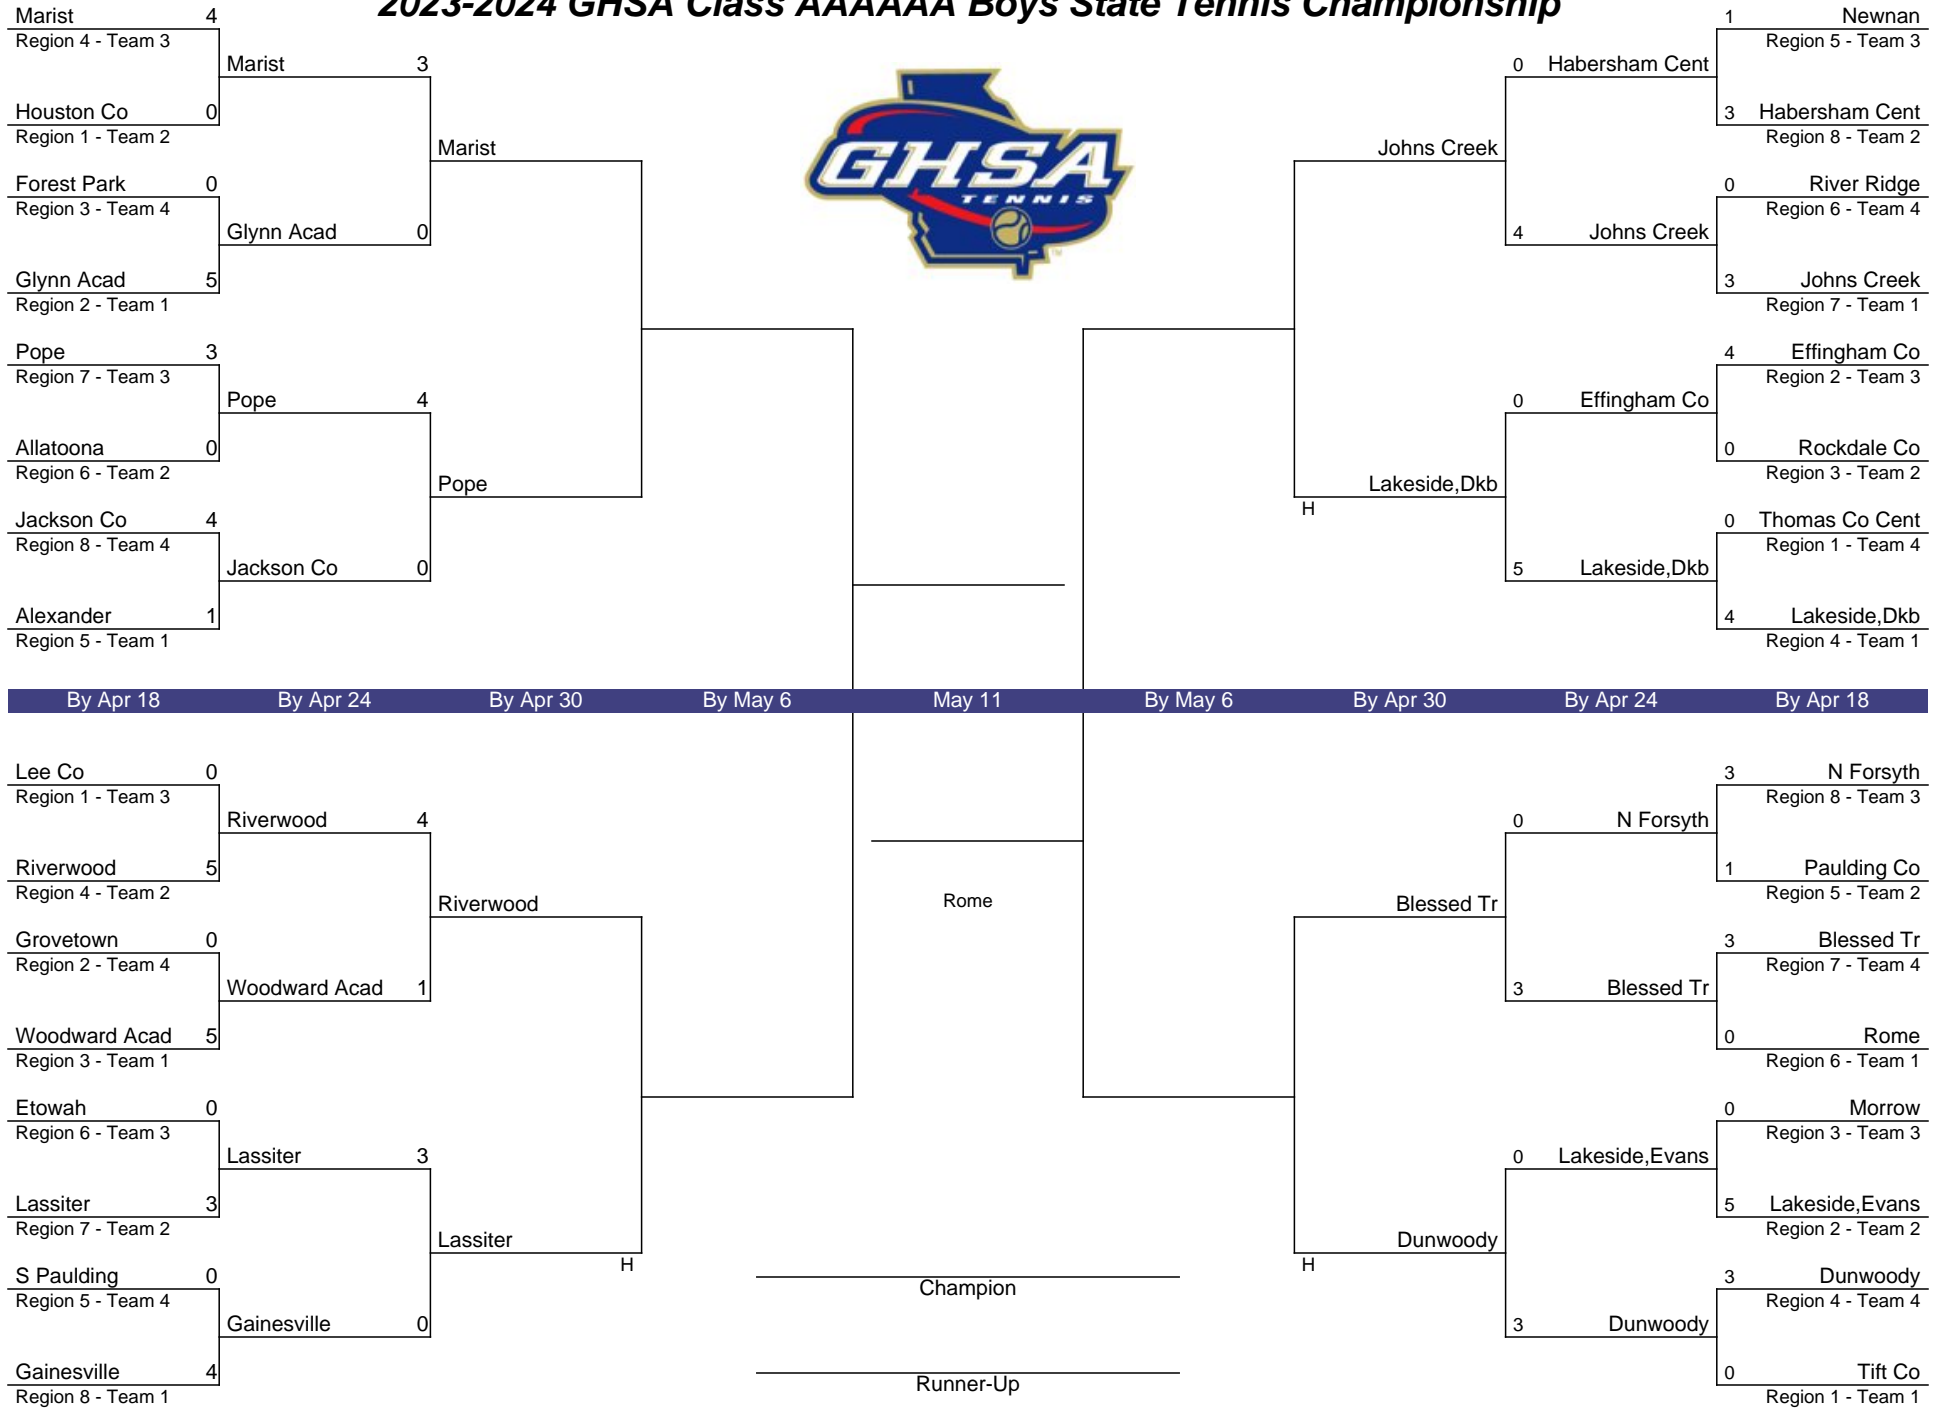 2023-2024 GHSA Class AAAAAA Boys State Tennis Championship
Marist 4
Region 4 - Team 3
Marist 3
Houston Co 0
Region 1 - Team 2
Marist
Forest Park 0
Region 3 - Team 4
Glynn Acad 0
Glynn Acad 5
Region 2 - Team 1
Pope 3
Region 7 - Team 3
Pope 4
Allatoona 0
Region 6 - Team 2
Pope
Jackson Co 4
Region 8 - Team 4
Jackson Co 0
Alexander 1
Region 5 - Team 1
GHSA
TENNIS
1 Newnan
Region 5 - Team 3
0 Habersham Cent
3 Habersham Cent
Region 8 - Team 2
Johns Creek
0 River Ridge
Region 6 - Team 4
4 Johns Creek
3 Johns Creek
Region 7 - Team 1
4 Effingham Co
Region 2 - Team 3
0 Effingham Co
0 Rockdale Co
Region 3 - Team 2
Lakeside,Dkb
H
0 Thomas Co Cent
Region 1 - Team 4
5 Lakeside,Dkb
4 Lakeside,Dkb
Region 4 - Team 1
By Apr 18 By Apr 24 By Apr 30 By May 6 May 11 By May 6 By Apr 30 By Apr 24 By Apr 18
Lee Co 0
Region 1 - Team 3
Riverwood 4
Riverwood 5
Region 4 - Team 2
Riverwood
Grovetown 0
Region 2 - Team 4
Woodward Acad 1
Woodward Acad 5
Region 3 - Team 1
Etowah 0
Region 6 - Team 3
Lassiter 3
Lassiter 3
Region 7 - Team 2
Lassiter
H
S Paulding 0
Region 5 - Team 4
Gainesville 0
Gainesville 4
Region 8 - Team 1
Rome
Champion
Runner-Up
3 N Forsyth
Region 8 - Team 3
0 N Forsyth
1 Paulding Co
Region 5 - Team 2
Blessed Tr
3 Blessed Tr
Region 7 - Team 4
3 Blessed Tr
0 Rome
Region 6 - Team 1
0 Morrow
Region 3 - Team 3
0 Lakeside,Evans
5 Lakeside,Evans
Region 2 - Team 2
Dunwoody
H
3 Dunwoody
Region 4 - Team 4
3 Dunwoody
0 Tift Co
Region 1 - Team 1